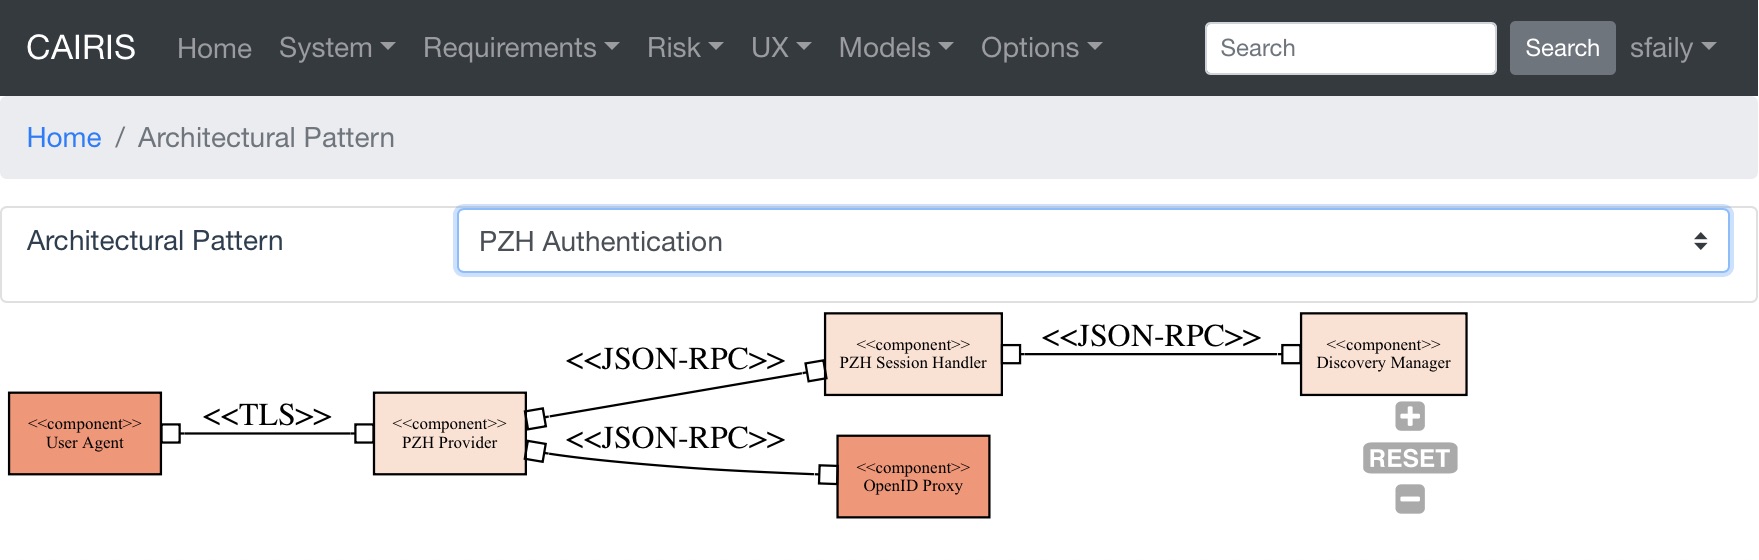 CAIRIS Home System Requirements Risk UX Models Options Search Search sfaily
Home / Architectural Pattern
Architectural Pattern PZH Authentication
<<component>>
User Agent
<<TLS>>
<<component>>
PZH Provider
<<JSON-RPC>>
<<JSON-RPC>>
<<component>>
PZH Session Handler
<<component>>
OpenID Proxy
<<JSON-RPC>>
<<component>>
Discovery Manager
RESET